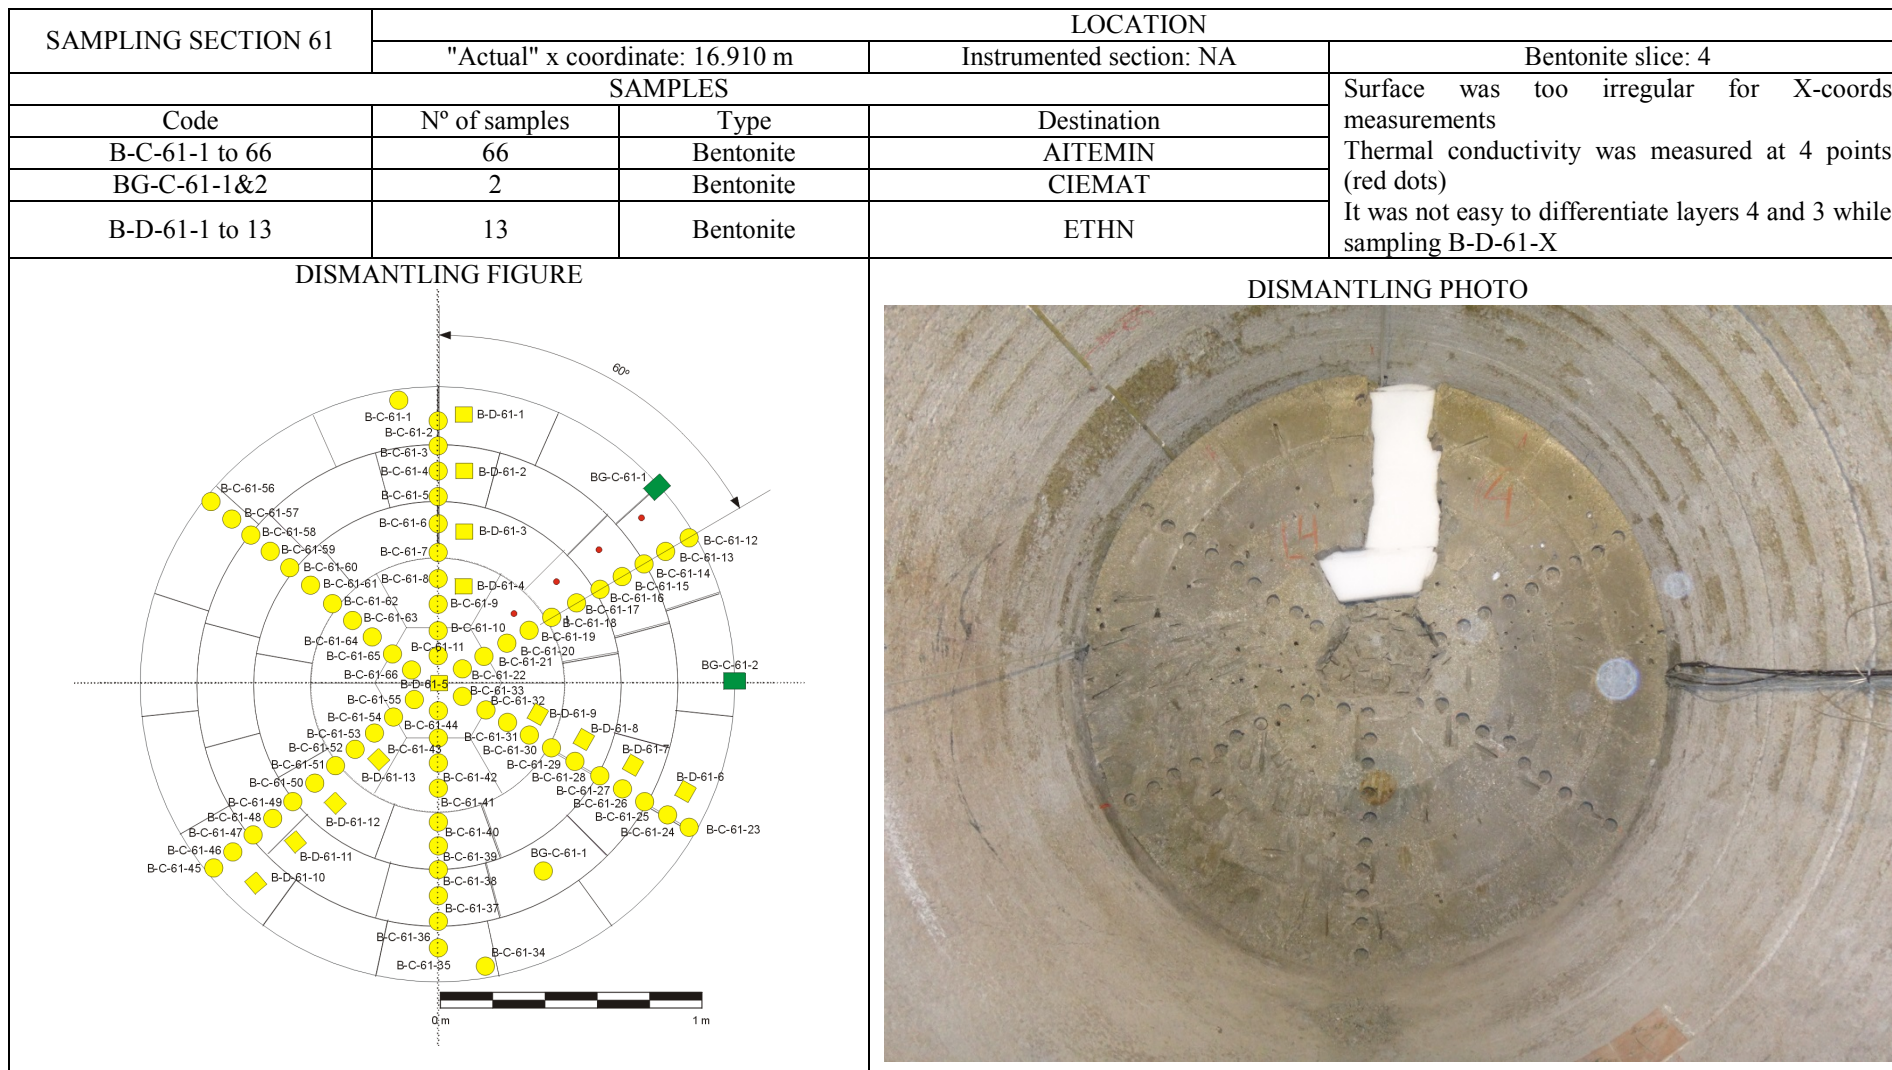 SAMPLING SECTION 61
LOCATION
"Actual" x coordinate: 16.910 m
Instrumented section: NA
Bentonite slice: 4
SAMPLES
Surface was too irregular for X-coords
measurements
Thermal conductivity was measured at 4 points
(red dots)
It was not easy to differentiate layers 4 and 3 while
sampling B-D-61-X
Code
Nº of samples
Type
Destination
B-C-61-1 to 66
66
Bentonite
AITEMIN
BG-C-61-1&2
2
Bentonite
CIEMAT
B-D-61-1 to 13
13
Bentonite
ETHN
DISMANTLING FIGURE
60º
B-C-61-1
B-D-61-1
B-C-61-2
B-C-61-3
B-C-61-4
B-D-61-2
BG-C-61-1
B-C-61-5
B-C-61-56
B-C-61-57
B-C-61-6
B-D-61-3
B-C-61-58
B-C-61-12
B-C-61-59
B-C-61-7
B-C-61-13
B-C-61-60
B-C-61-14
B-C-61-61
B-C-61-8
B-D-61-4
B-C-61-15
B-C-61-62
B-C-61-9
B-C-61-16
B-C-61-63
B-C-61-17
B-C-61-64
B-C-61-10
B-C-61-18
B-C-61-19
B-C-61-65
B-C-61-11
B-C-61-20
B-C-61-21
B-C-61-66
B-C-61-22
BG-C-61-2
B-D-61-5
B-C-61-33
B-C-61-55
B-C-61-32
B-C-61-54
B-C-61-44
B-D-61-9
B-C-61-53
B-C-61-31
B-D-61-8
B-C-61-52
B-C-61-43
B-C-61-30
B-D-61-7
B-C-61-51
B-D-61-13
B-C-61-42
B-C-61-29
B-C-61-28
B-D-61-6
B-C-61-50
B-C-61-27
B-C-61-49
B-C-61-41
B-C-61-26
B-C-61-48
B-D-61-12
B-C-61-25
B-C-61-47
B-C-61-40
B-C-61-24
B-C-61-23
B-C-61-46
B-D-61-11
B-C-61-39
BG-C-61-1
B-C-61-45
B-D-61-10
B-C-61-38
B-C-61-37
B-C-61-36
B-C-61-34
B-C-61-35
0 m
1 m
DISMANTLING PHOTO
4
L4